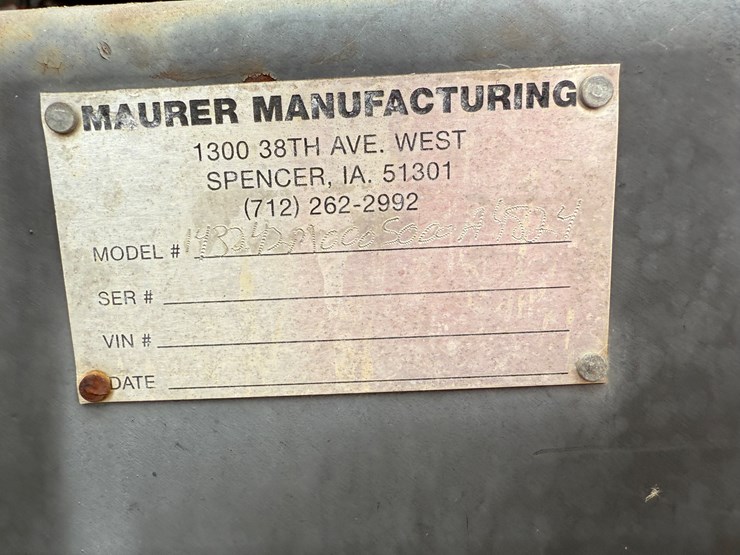 MAURER MANUFACTURING
1300 38TH AVE. WEST
SPENCER, IA. 51301
(712) 262-2992
MODEL #
SER #
VIN #
DATE